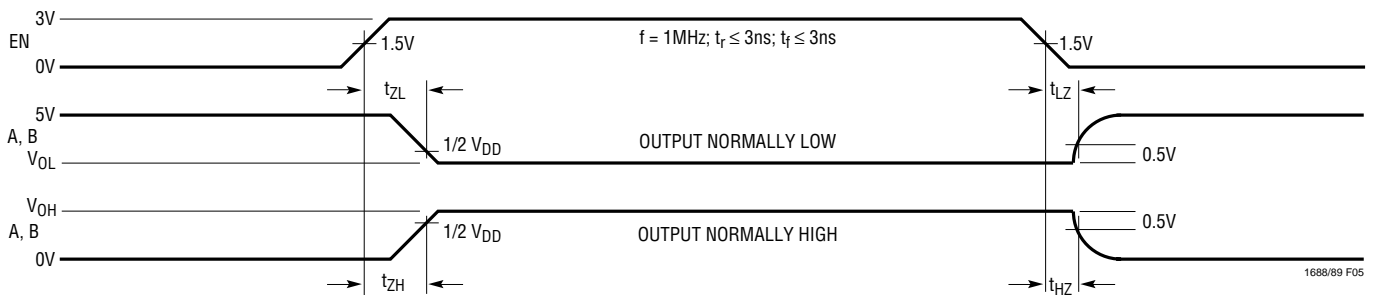 3V
EN
1.5V
f = 1MHz; tr ≤ 3ns; tf ≤ 3ns
1.5V
0V
tZL
tLZ
5V
A, B
1/2 VDD
OUTPUT NORMALLY LOW
0.5V
VOL
VOH
A, B
1/2 VDD
OUTPUT NORMALLY HIGH
0.5V
0V
tZH
tHZ
1688/89 F05